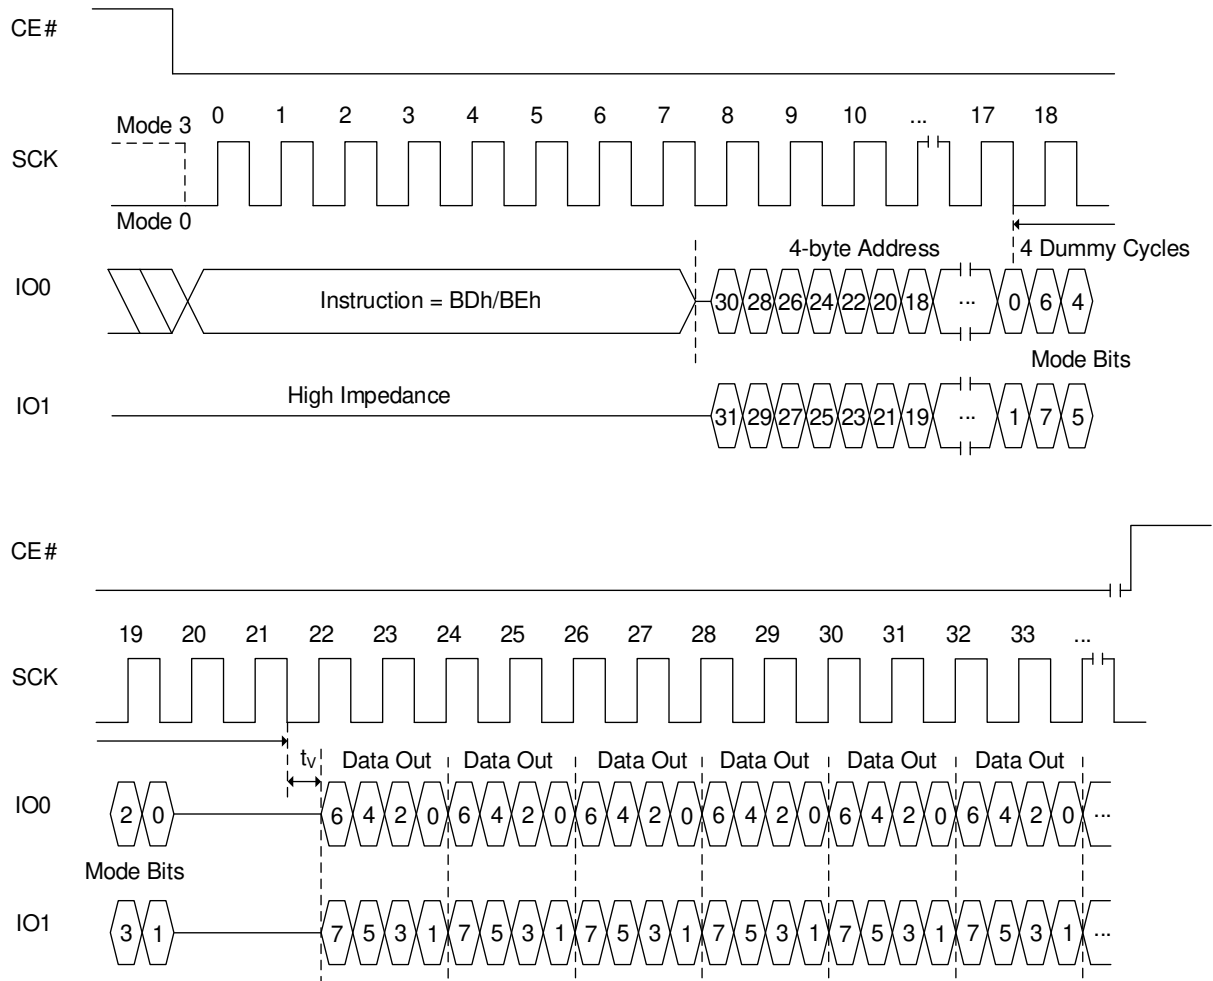 CE#
0 1 2 3 4 5 6 7 8 9 10 ... 17 18
Mode 3
SCK
Mode 0
4-byte Address 4 Dummy Cycles
IO0 Instruction = BDh/BEh 30 28 26 24 22 20 18 ... 0 6 4
Mode Bits
High Impedance
IO1 31 29 27 25 23 21 19 ... 1 7 5
CE#
19 20 21 22 23 24 25 26 27 28 29 30 31 32 33 ...
SCK
tV Data Out Data Out Data Out Data Out Data Out Data Out
IO0 2 0 6 4 2 0 6 4 2 0 6 4 2 0 6 4 2 0 6 4 2 0 6 4 2 0 ...
Mode Bits
IO1 3 1 7 5 3 1 7 5 3 1 7 5 3 1 7 5 3 1 7 5 3 1 7 5 3 1 ...